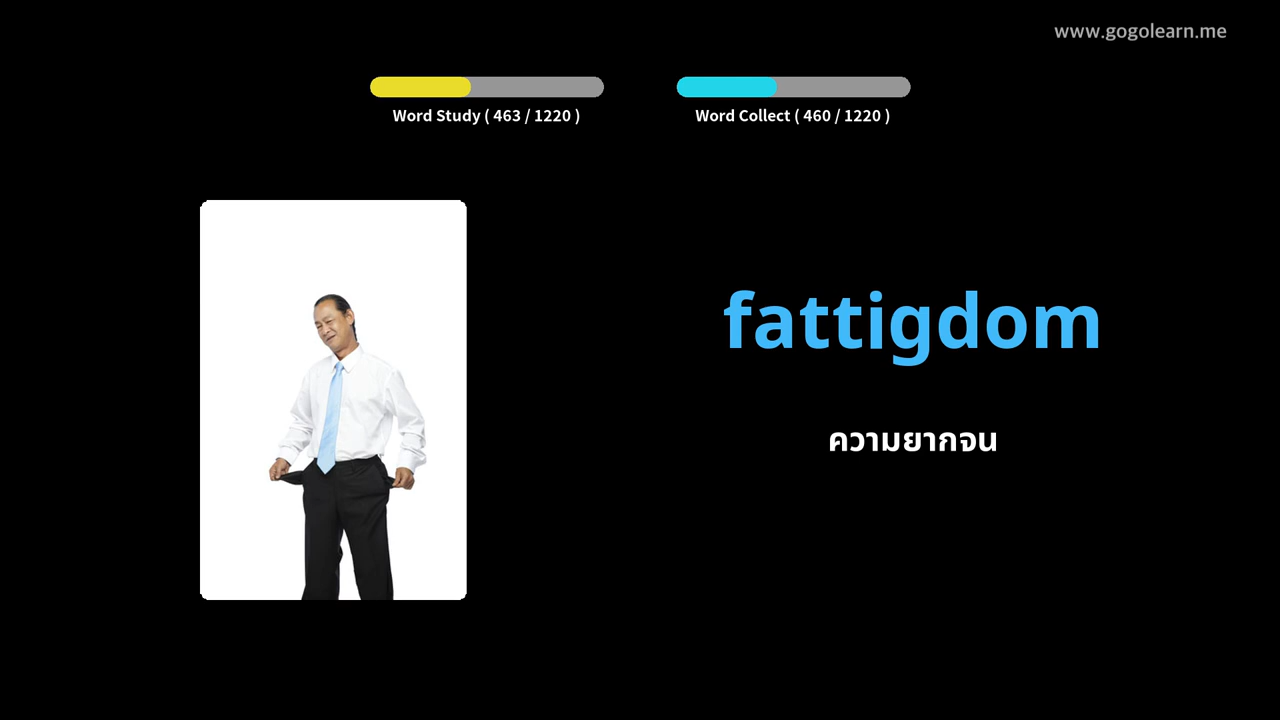 www.gogolearn.me
Word Study ( 463 / 1220 )
Word Collect ( 460 / 1220 )
fattigdom
ความยากจน